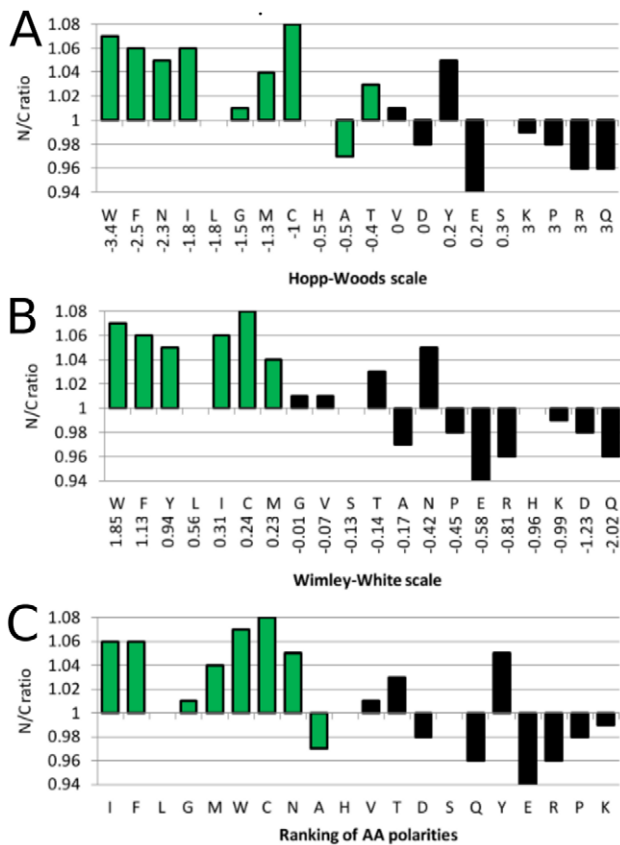 A
1.08
1.06
1.04
1.02
1
0.98
0.96
0.94
N/C ratio
W F N I L G M C H A T V D Y E S K P R Q
-3.4 -2.5 -2.3 -1.8 -1.8 -1.5 -1.3 -1 -0.5 -0.5 -0.4 0 0 0.2 0.2 0.3 3 3 3 3
Hopp-Woods scale
B
1.08
1.06
1.04
1.02
1
0.98
0.96
0.94
N/C ratio
W F Y L I C M G V S T A N P E R H K D Q
1.85 1.13 0.94 0.56 0.31 0.24 0.23 -0.01 -0.07 -0.13 -0.14 -0.17 -0.42 -0.45 -0.58 -0.81 -0.96 -0.99 -1.23 -2.02
Wimley-White scale
C
1.08
1.06
1.04
1.02
1
0.98
0.96
0.94
N/C ratio
I F L G M W C N A H V T D S Q Y E R P K
Ranking of AA polarities